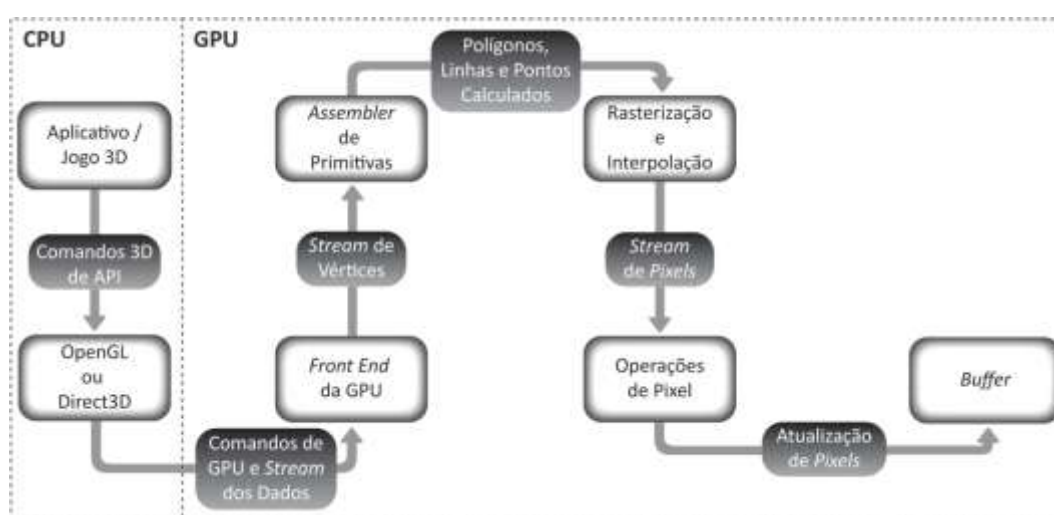 CPU
GPU
Aplicativo /
Jogo 3D
Comandos 3D
de API
OpenGL
ou
Direct3D
Comandos de
GPU e Stream
dos Dados
Front End
da GPU
Stream de
Vértices
Assembler
de
Primitivas
Polígonos,
Linhas e Pontos
Calculados
Rasterização
e
Interpolação
Stream
de Pixels
Operações
de Pixel
Atualização
de Pixels
Buffer